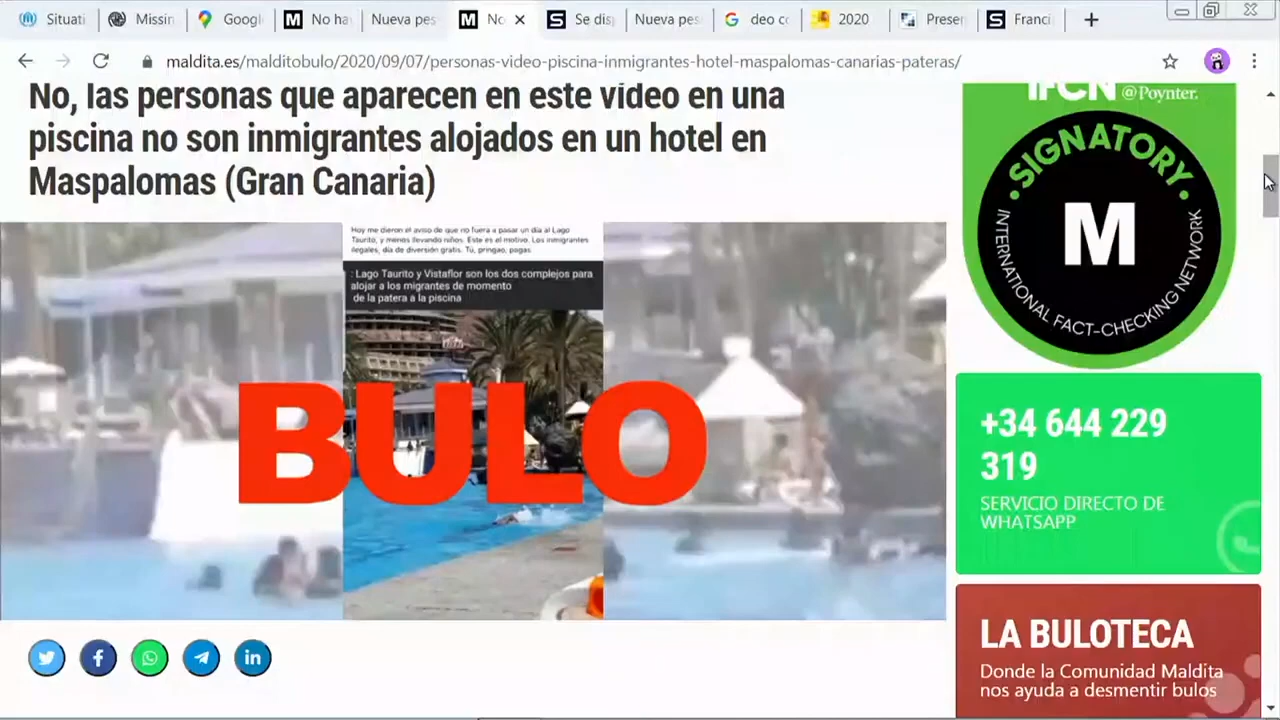 Situati
Missin
Googl
No ha
Nueva pes
No
Se dis
Nueva pes
deo co
2020
Preser
Franci
maldita.es/malditobulo/2020/09/07/personas-video-piscina-inmigrantes-hotel-maspalomas-canarias-pateras/
No, las personas que aparecen en este vídeo en una
piscina no son inmigrantes alojados en un hotel en
Maspalomas (Gran Canaria)
Hoy me dieron el aviso de que no fuera a pasar un día al Lago
Taurito, y menos llevando niños. Este es el motivo. Los inmigrantes
ilegales, día de diversión gratis. Tú, pringao, pagas
: Lago Taurito y Vistaflor son los dos complejos para
alojar a los migrantes de momento
de la patera a la piscina
BULO
IFCN @Poynter.
SIGNATORY
M
INTERNATIONAL FACT-CHECKING NETWORK
+34 644 229
319
SERVICIO DIRECTO DE
WHATSAPP
LA BULOTECA
Donde la Comunidad Maldita
nos ayuda a desmentir bulos